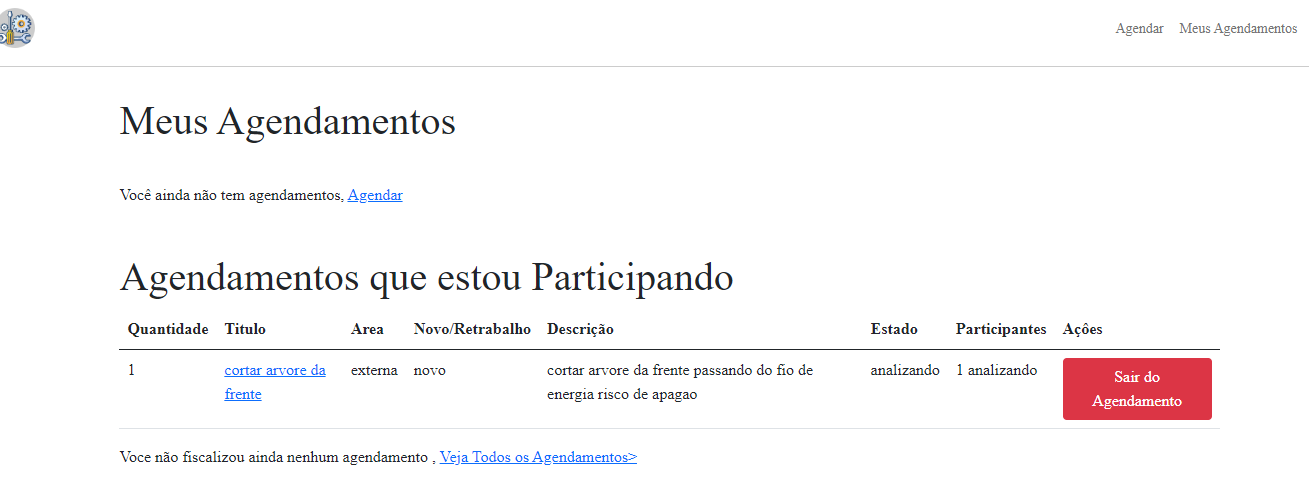 Agendar Meus Agendamentos
Meus Agendamentos
Você ainda não tem agendamentos, Agendar
Agendamentos que estou Participando
Quantidade Titulo Area Novo/Retrabalho Descrição Estado Participantes Ações
1 cortar arvore da frente externa novo cortar arvore da frente passando do fio de energia risco de apagao analizando 1 analizando Sair do Agendamento
Voce não fiscalizou ainda nenhum agendamento , Veja Todos os Agendamentos>